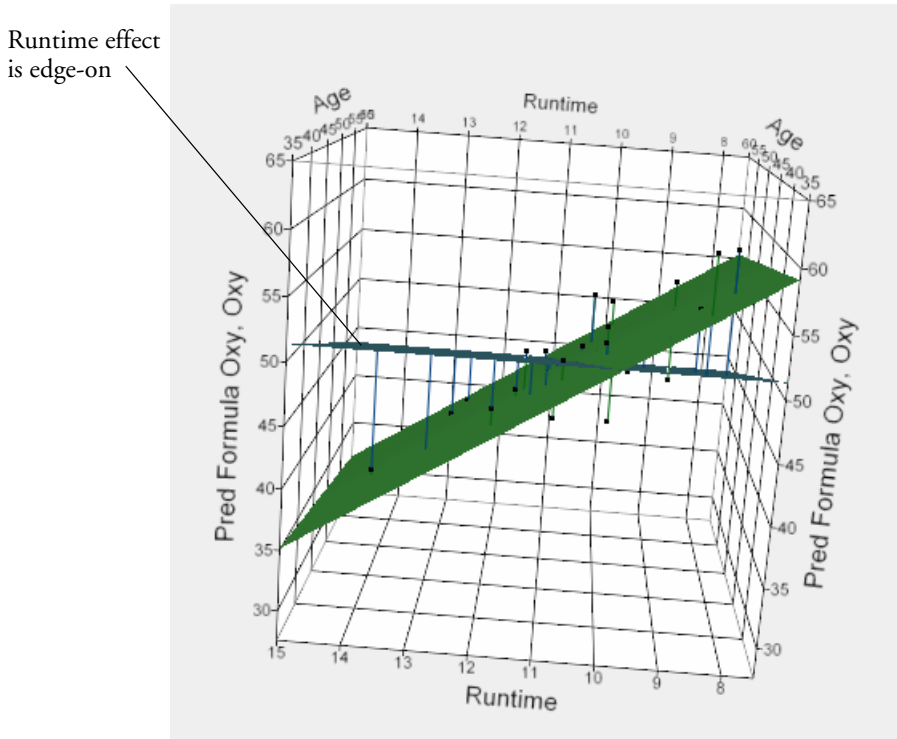 Runtime effect
is edge-on
Age
Runtime
Age
35 40 45 50 55
14 13 12 11 10 9 8
60 55 50 45 40 35
65
65
60
60
55
55
50
50
45
45
40
40
35
35
30
30
Pred Formula Oxy, Oxy
Pred Formula Oxy, Oxy
15 14 13 12 11 10 9 8
Runtime